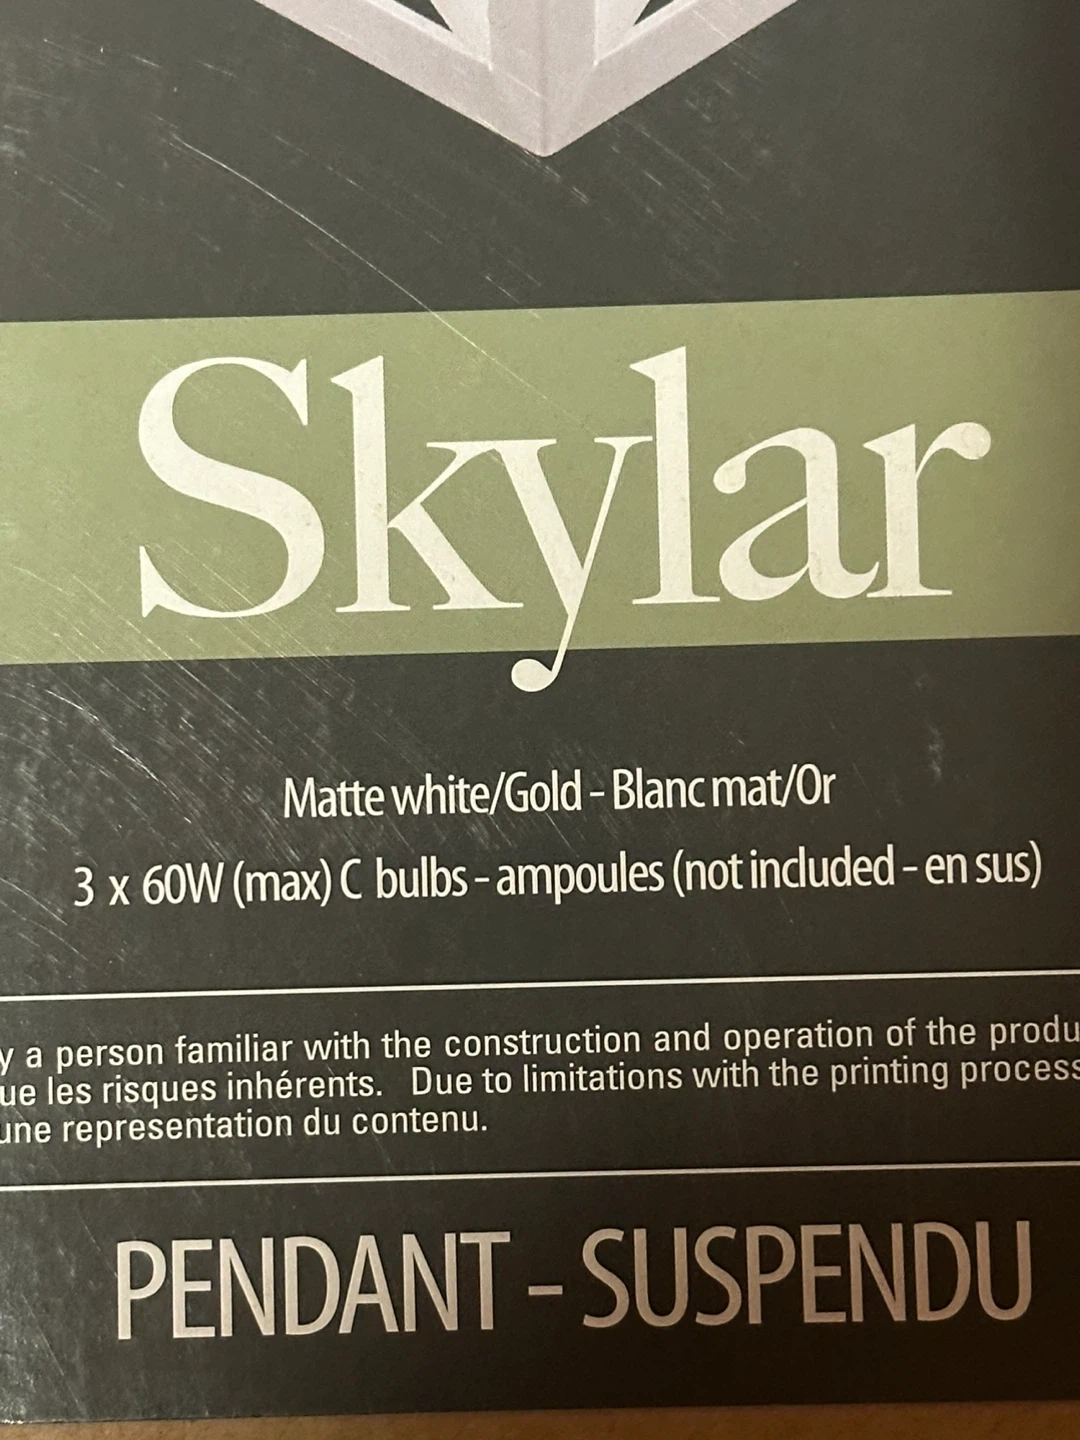 Skylar
Matte white/Gold - Blanc mat/Or
3 x 60W (max) C bulbs - ampoules (not included - en sus)
a person familiar with the construction and operation of the
les risques inhérents. Due to limitations with the printing process
une representation du contenu.
PENDANT - SUSPENDU